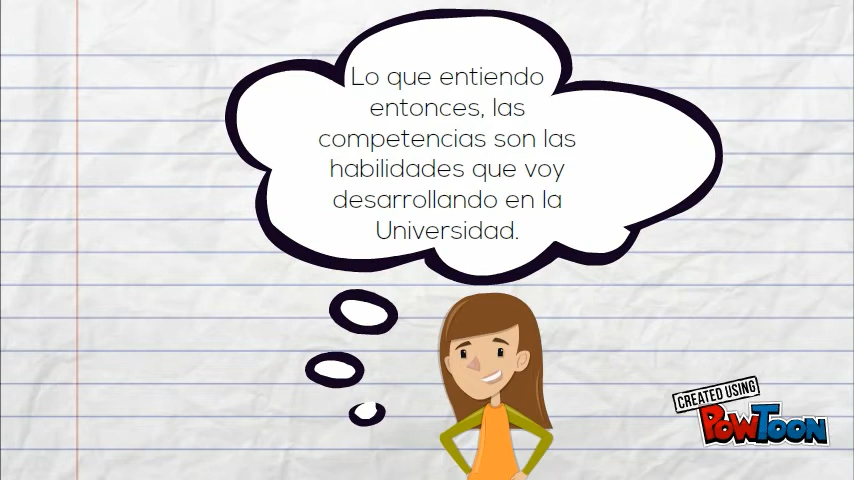 Lo que entiendo
entonces, las
competencias son las
habilidades que voy
desarrollando en la
Universidad.
CREATED USING
POWTOON